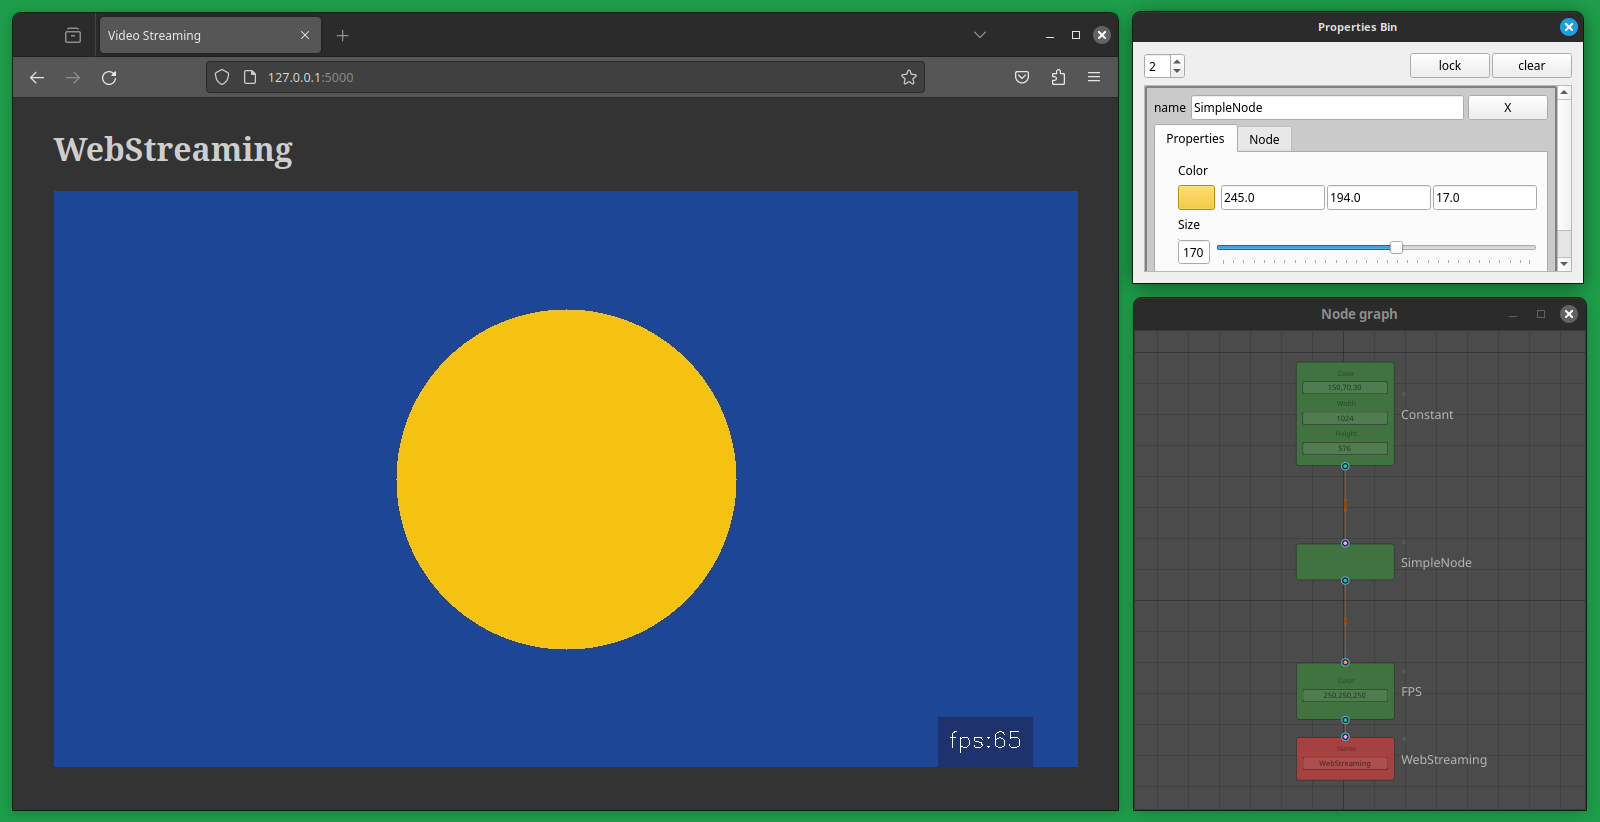 Video Streaming
127.0.0.1:5000
WebStreaming
fps:65
Properties Bin
2
lock
clear
name
SimpleNode
X
Properties
Node
Color
245.0
194.0
17.0
Size
170
Node graph
Color
150,70,30
Width
1024
Height
576
Constant
SimpleNode
Color
250,250,250
FPS
Name
WebStreaming
WebStreaming